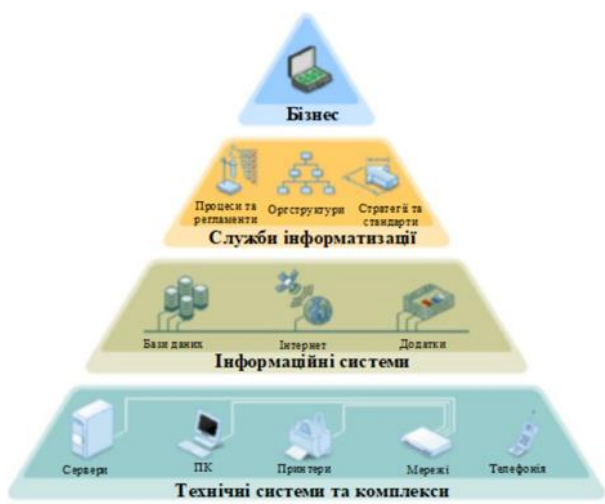 Бізнес
Процеси та
регламенти
Оргструктури
Стратегії та
стандарти
Служби інформатизації
Бази даних
Інтернет
Додатки
Інформаційні системи
Сервери
ПК
Принтери
Мережі
Телефонія
Технічні системи та комплекси